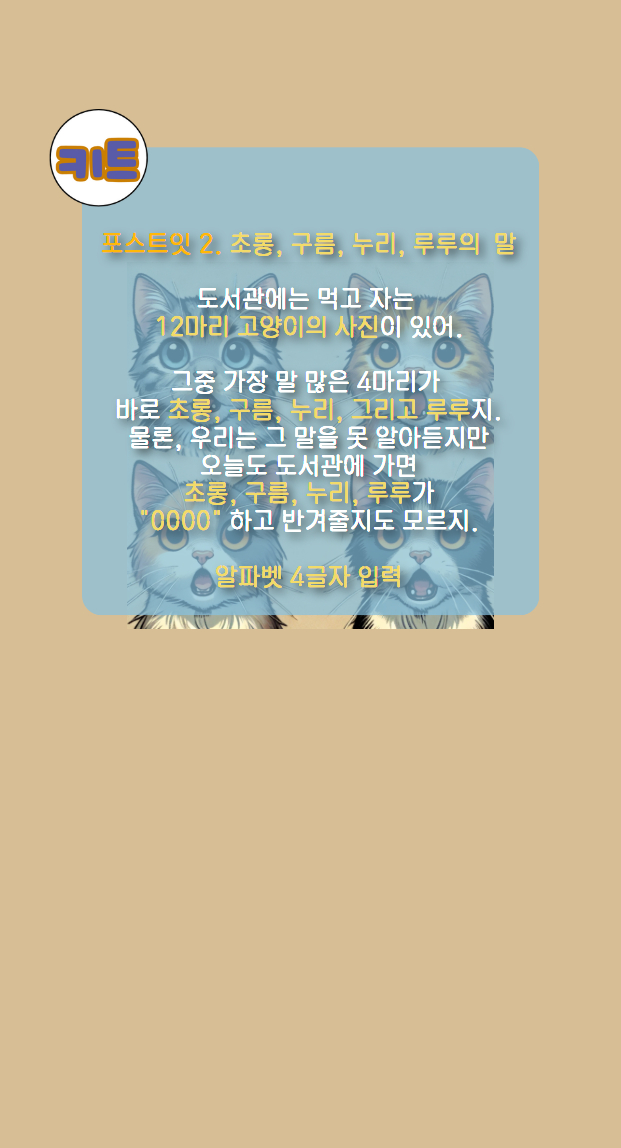 키트
포스트잇 2. 초롱, 구름, 누리, 루루의 말
도서관에는 먹고 자는
12마리 고양이의 사진이 있어.
그중 가장 말 많은 4마리가
바로 초롱, 구름, 누리, 그리고 루루지.
물론, 우리는 그 말을 못 알아듣지만
오늘도 도서관에 가면
초롱, 구름, 누리, 루루가
"0000" 하고 반겨줄지도 모르지.
알파벳 4글자 입력